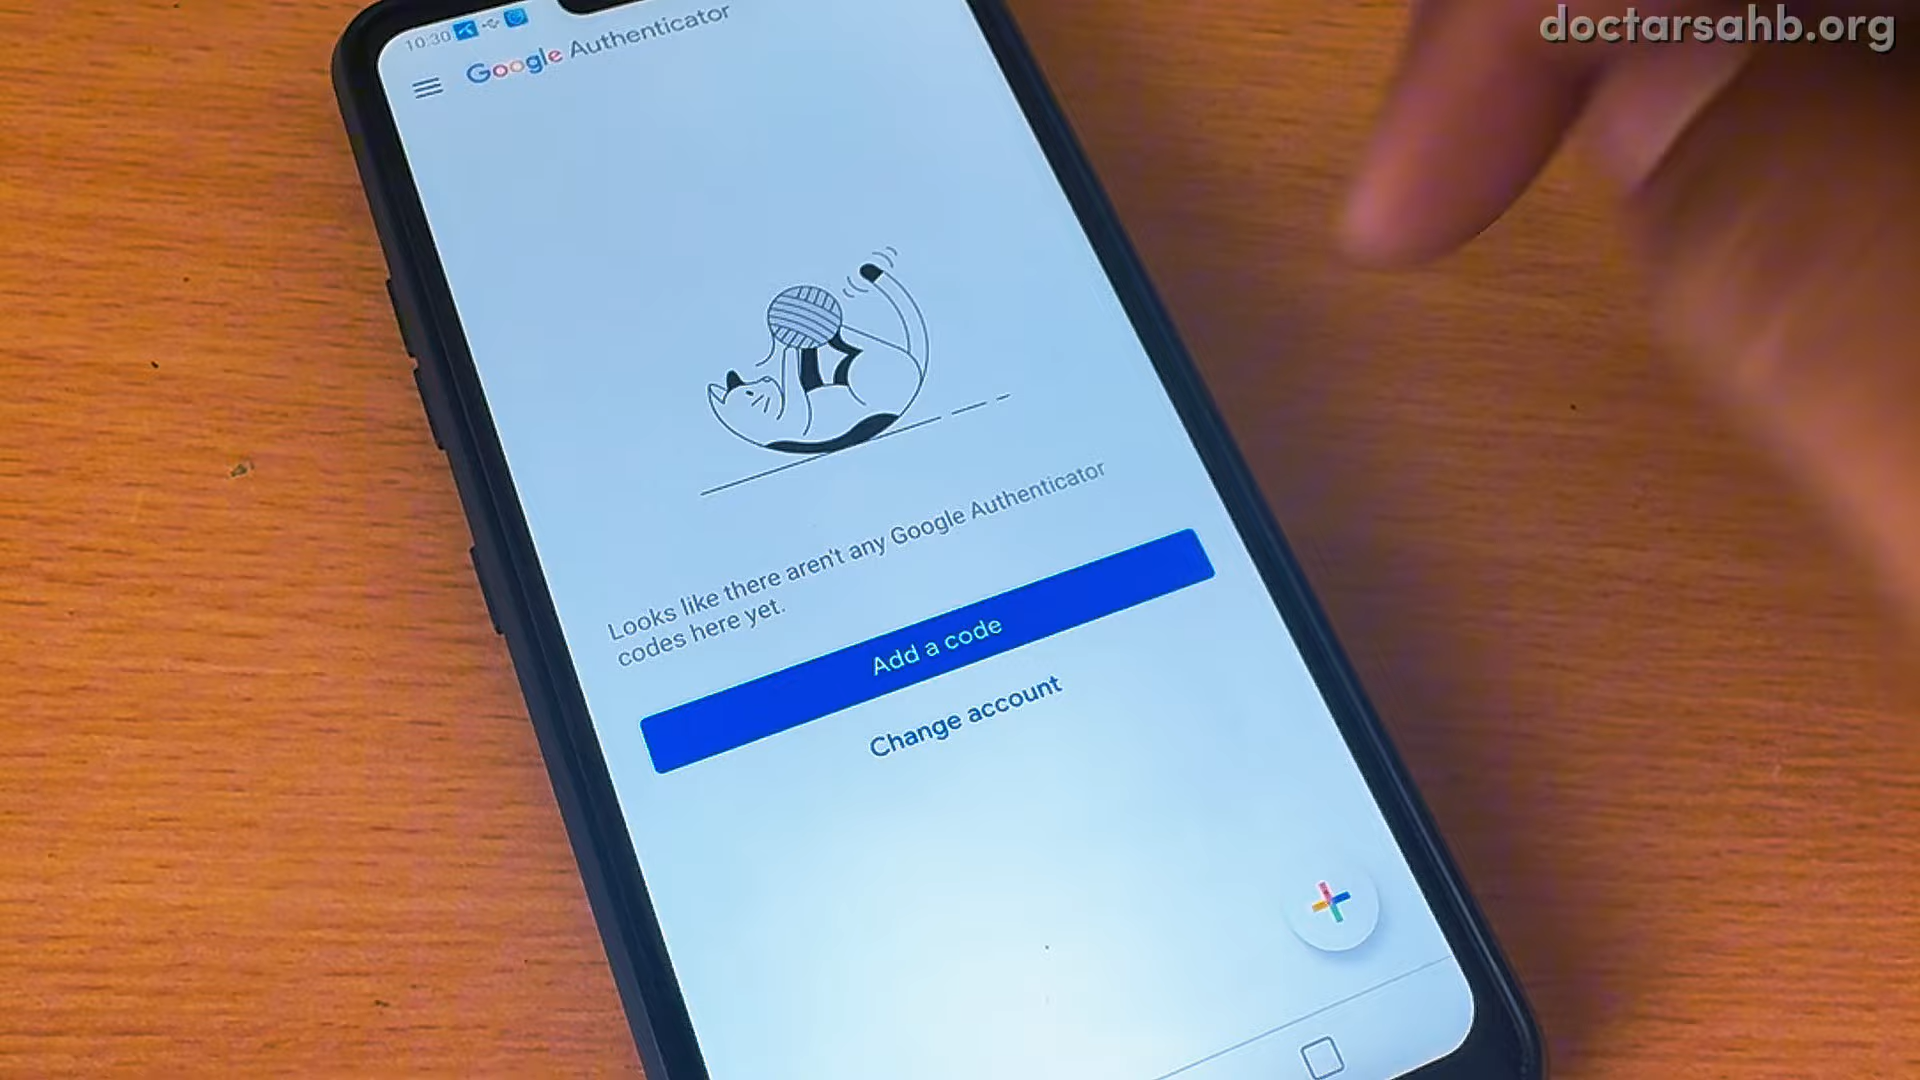 doctarsahb.org
10:30
Google Authenticator
Looks like there aren't any Google Authenticator
codes here yet.
Add a code
Change account